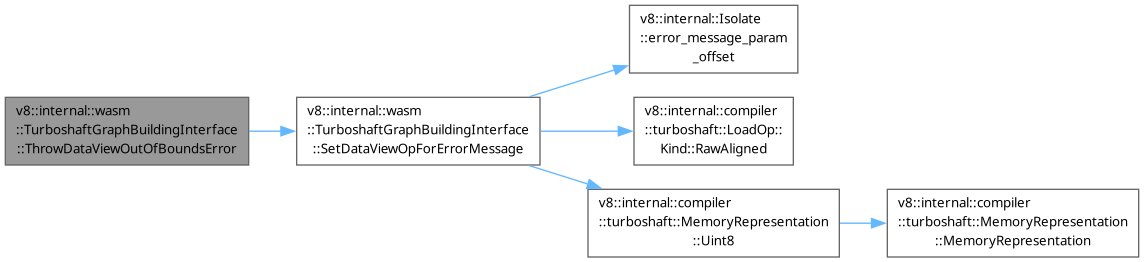 v8::internal::wasm
::TurboshaftGraphBuildingInterface
::ThrowDataViewOutOfBoundsError
v8::internal::wasm
::TurboshaftGraphBuildingInterface
::SetDataViewOpForErrorMessage
v8::internal::Isolate
::error_message_param
_offset
v8::internal::compiler
::turboshaft::LoadOp::
Kind::RawAligned
v8::internal::compiler
::turboshaft::MemoryRepresentation
::Uint8
v8::internal::compiler
::turboshaft::MemoryRepresentation
::MemoryRepresentation